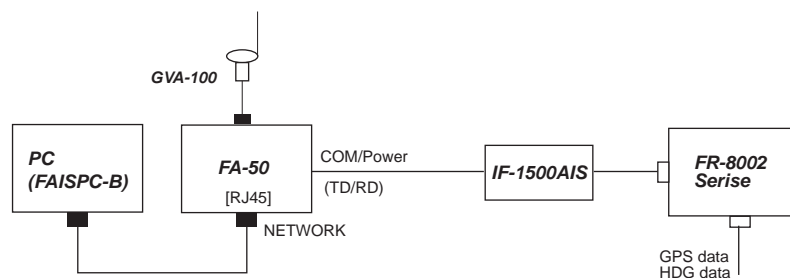 GVA-100
PC
(FAISPC-B)
FA-50
[RJ45]
COM/Power
(TD/RD)
NETWORK
IF-1500AIS
FR-8002
Serise
GPS data
HDG data